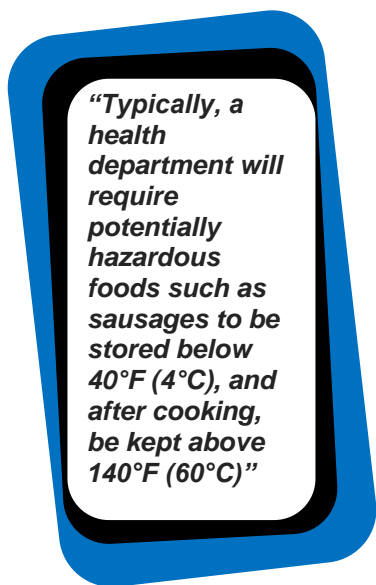 “Typically, a
health
department will
require
potentially
hazardous
foods such as
sausages to be
stored below
40°F (4°C), and
after cooking,
be kept above
140°F (60°C)”